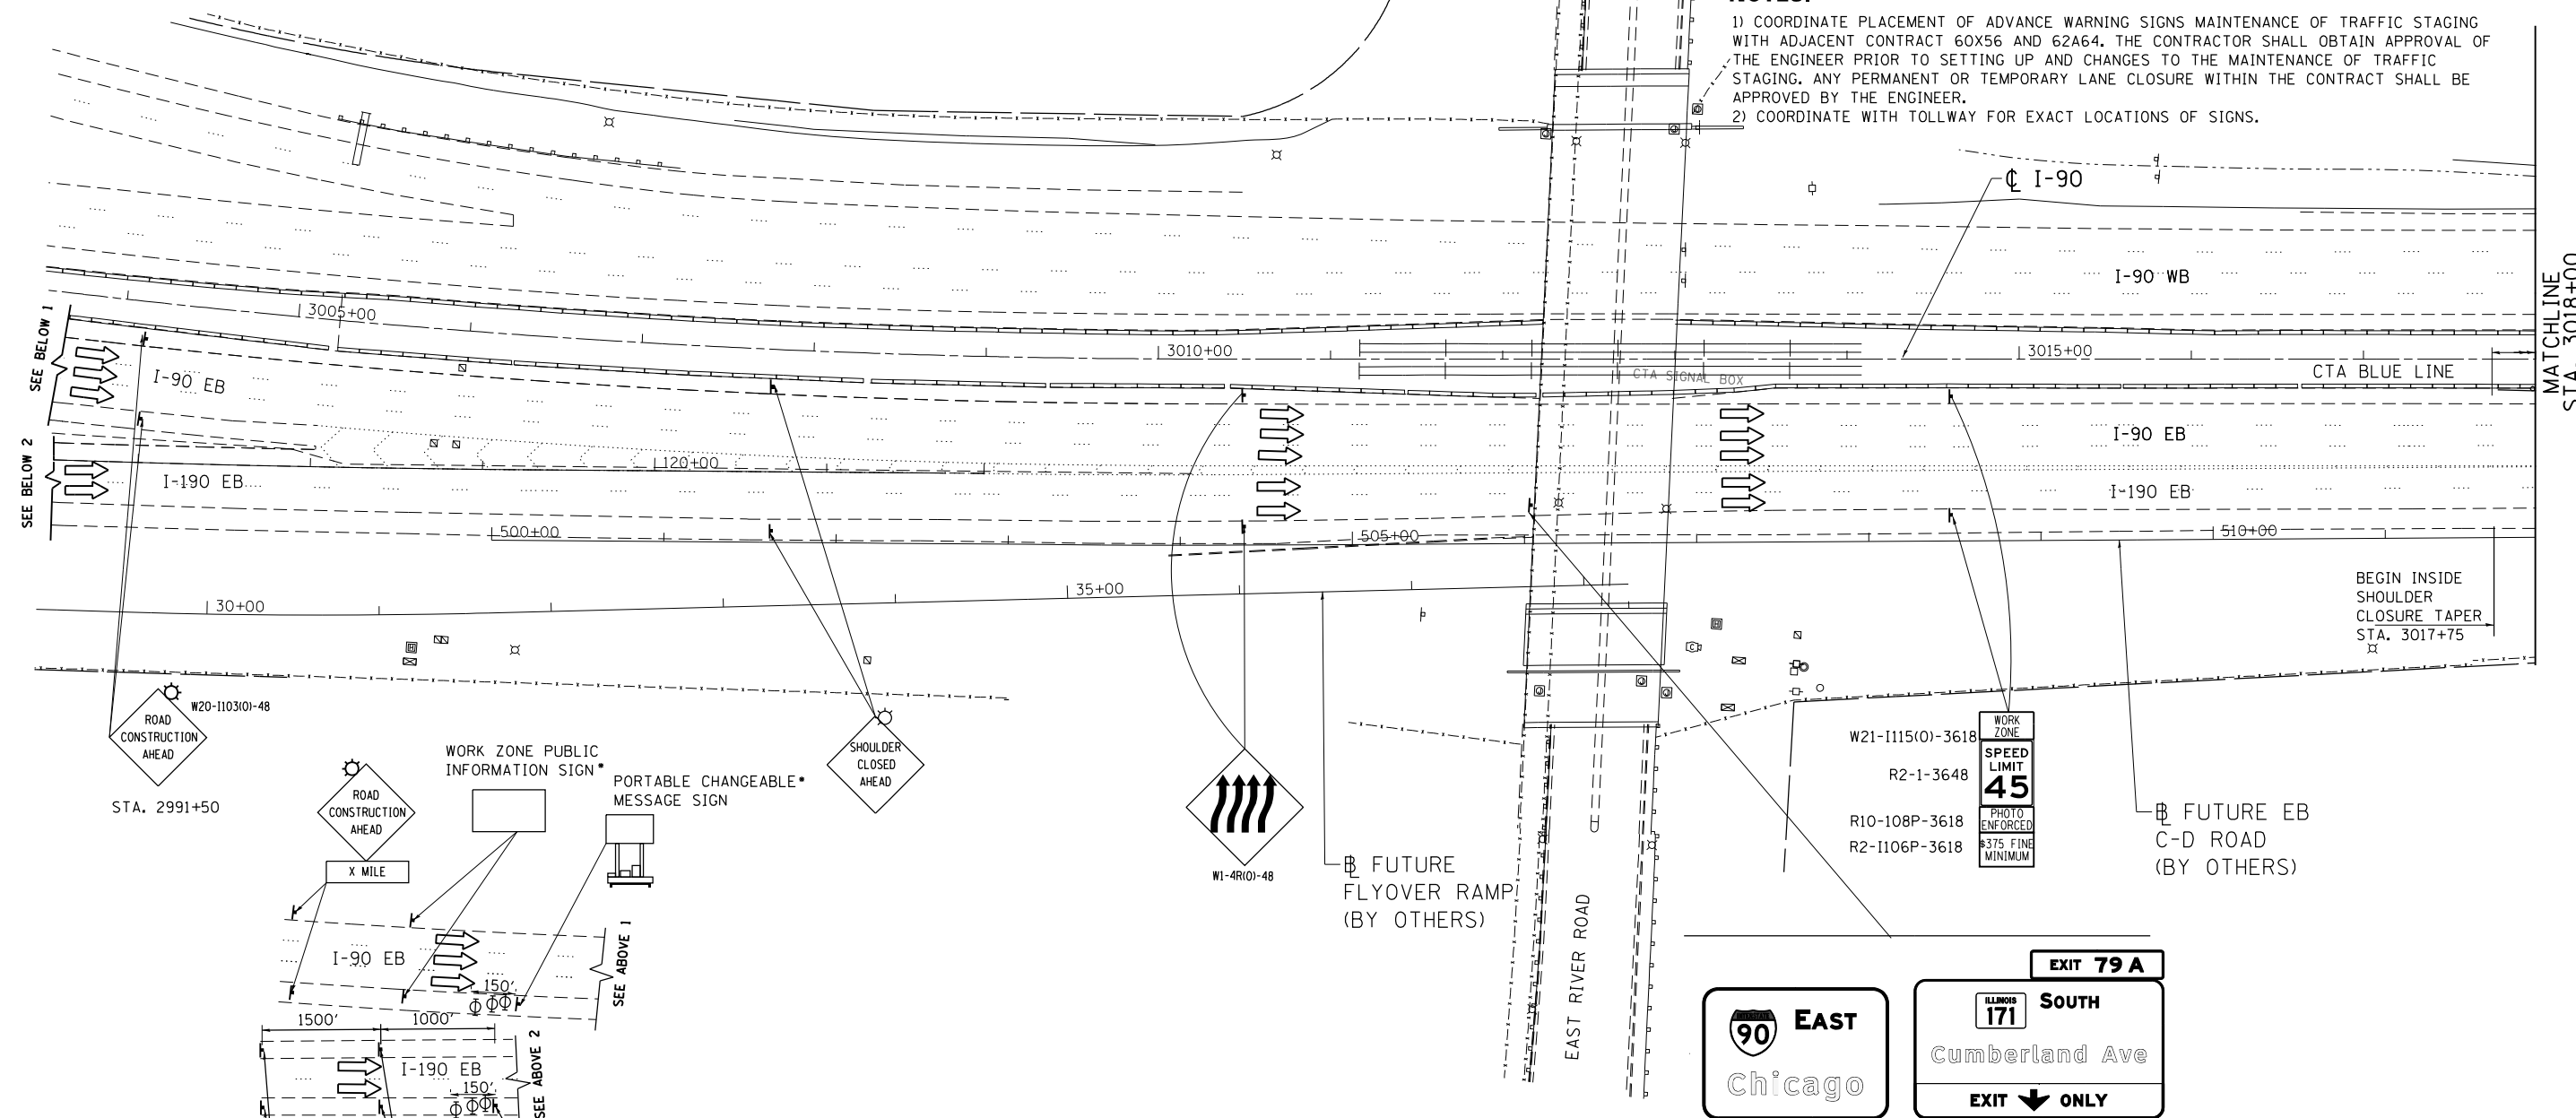 1) COORDINATE PLACEMENT OF ADVANCE WARNING SIGNS MAINTENANCE OF TRAFFIC STAGING
WITH ADJACENT CONTRACT 60X56 AND 62A64. THE CONTRACTOR SHALL OBTAIN APPROVAL OF
THE ENGINEER PRIOR TO SETTING UP AND CHANGES TO THE MAINTENANCE OF TRAFFIC
STAGING. ANY PERMANENT OR TEMPORARY LANE CLOSURE WITHIN THE CONTRACT SHALL BE
APPROVED BY THE ENGINEER.
2) COORDINATE WITH TOLLWAY FOR EXACT LOCATIONS OF SIGNS.
℄ I-90
I-90 WB
MATCHLINE
STA. 3018+00
3005+00
3010+00
3015+00
CTA SIGNAL BOX
CTA BLUE LINE
SEE BELOW 1
I-90 EB
I-90 EB
SEE BELOW 2
120+00
I-190 EB
I-190 EB
500+00
505+00
510+00
30+00
35+00
BEGIN INSIDE
SHOULDER
CLOSURE TAPER
STA. 3017+75
W20-I103(O)-48
ROAD
CONSTRUCTION
AHEAD
STA. 2991+50
ROAD
CONSTRUCTION
AHEAD
X MILE
WORK ZONE PUBLIC
INFORMATION SIGN*
PORTABLE CHANGEABLE*
MESSAGE SIGN
SHOULDER
CLOSED
AHEAD
W1-4R(O)-48
BL FUTURE
FLYOVER RAMP
(BY OTHERS)
EAST RIVER ROAD
W21-I115(O)-3618
WORK
ZONE
R2-1-3648
SPEED
LIMIT
45
R10-108P-3618
PHOTO
ENFORCED
R2-I106P-3618
$375 FINE
MINIMUM
BL FUTURE EB
C-D ROAD
(BY OTHERS)
I-90 EB
150'
SEE ABOVE 1
1500'
1000'
I-190 EB
150'
SEE ABOVE 2
INTERSTATE
90
EAST
Chicago
EXIT 79 A
ILLINOIS
171
SOUTH
Cumberland Ave
EXIT ONLY